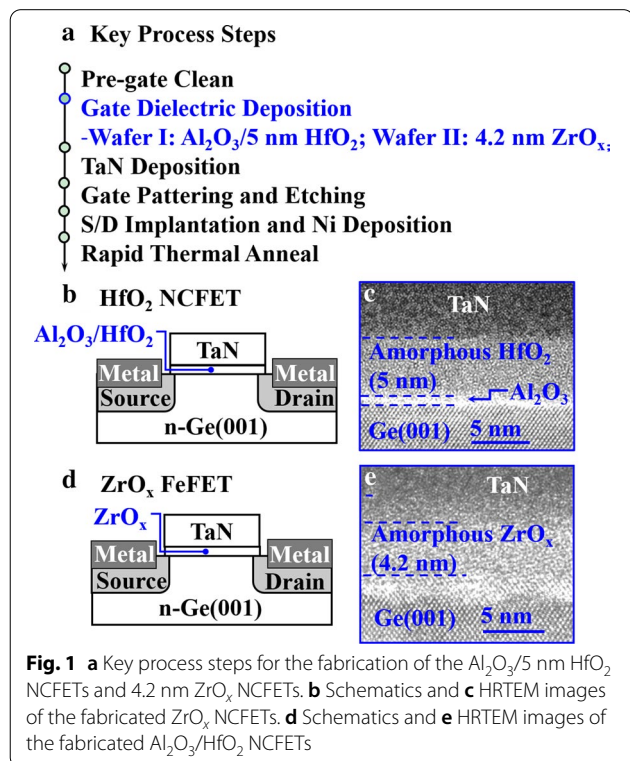 a Key Process Steps
Pre-gate Clean
Gate Dielectric Deposition
-Wafer I: Al₂O₃/5 nm HfO₂; Wafer II: 4.2 nm ZrOₓ;
TaN Deposition
Gate Pattering and Etching
S/D Implantation and Ni Deposition
Rapid Thermal Anneal
b HfO₂ NCFET
Al₂O₃/HfO₂
TaN
Metal
Metal
Source
Drain
n-Ge(001)
c
TaN
Amorphous HfO₂
(5 nm)
Al₂O₃
Ge(001) 5 nm
d ZrOₓ FeFET
ZrOₓ
TaN
Metal
Metal
Source
Drain
n-Ge(001)
e
TaN
Amorphous ZrOₓ
(4.2 nm)
Ge(001) 5 nm
Fig. 1 a Key process steps for the fabrication of the Al₂O₃/5 nm HfO₂
NCFETs and 4.2 nm ZrOₓ NCFETs. b Schematics and c HRTEM images
of the fabricated ZrOₓ NCFETs. d Schematics and e HRTEM images of
the fabricated Al₂O₃/HfO₂ NCFETs